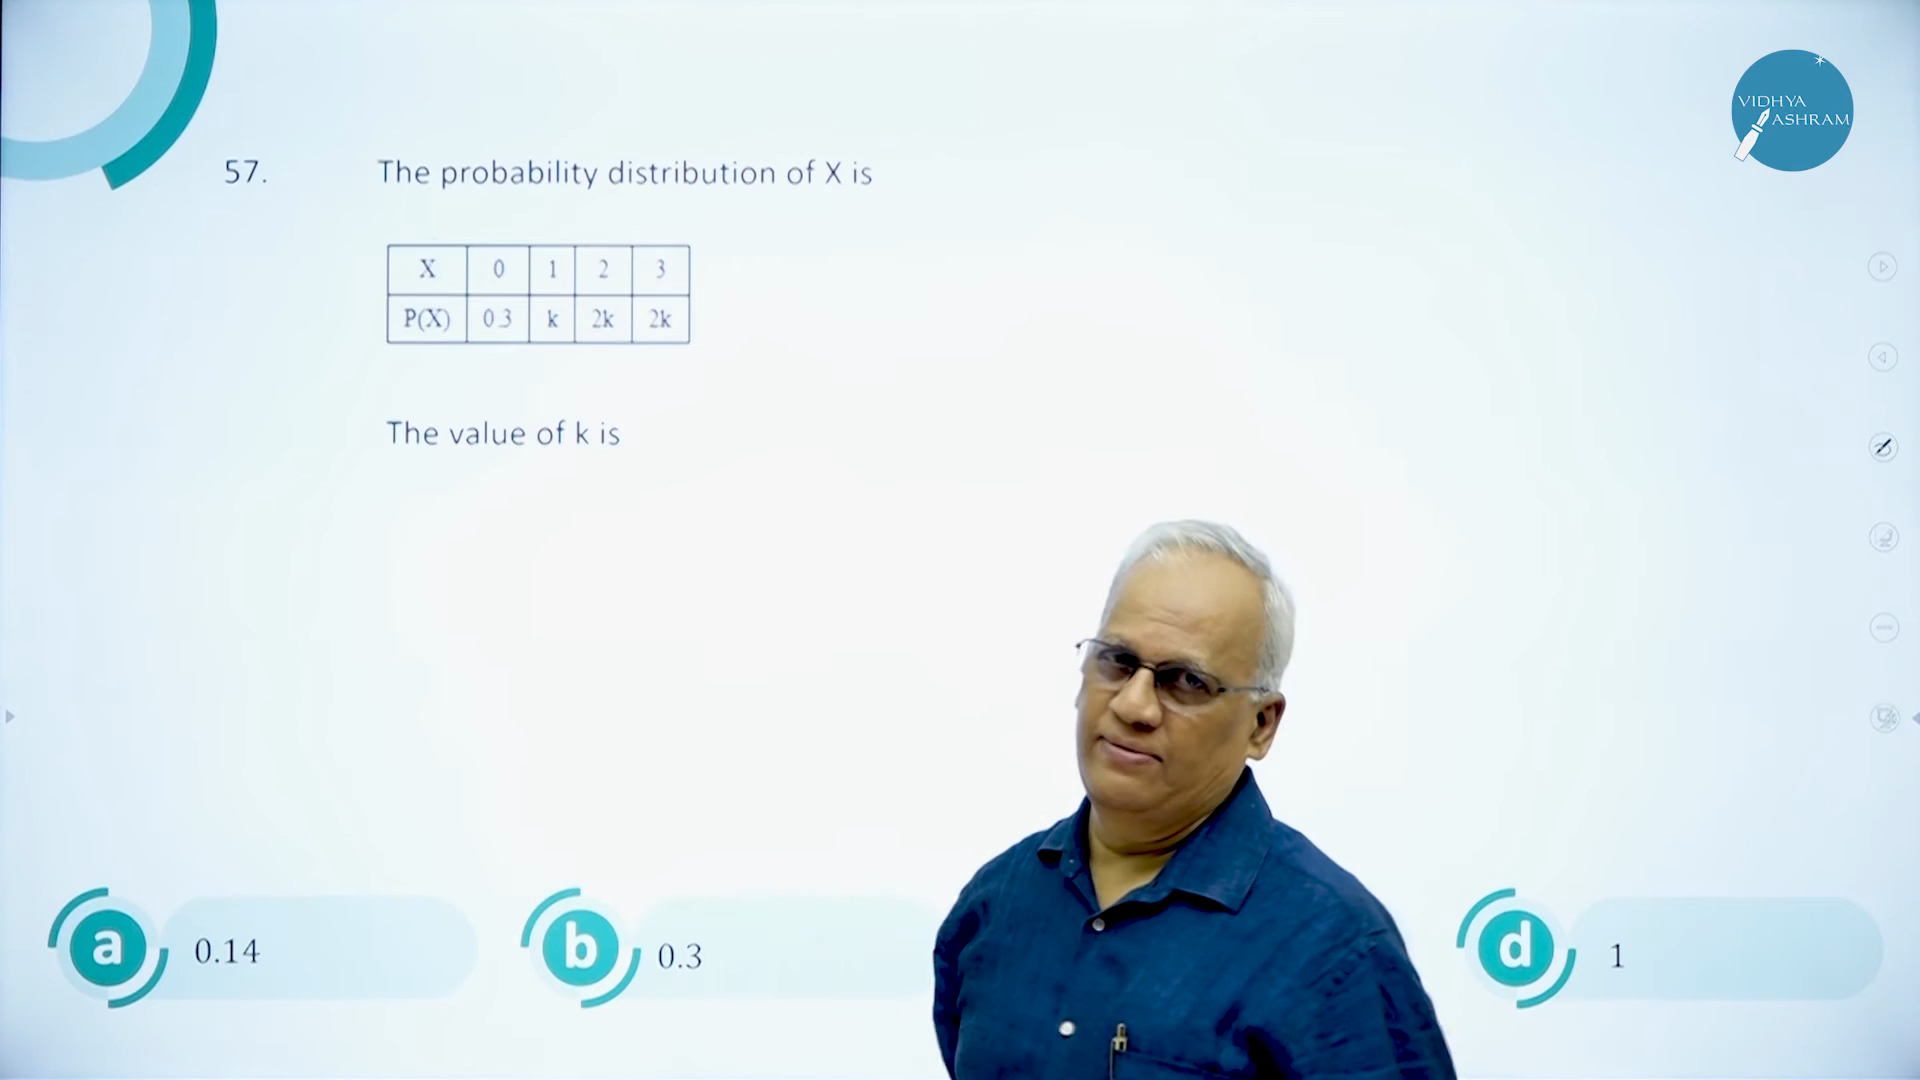 VIDHYA
ASHRAM
57. The probability distribution of X is
X 0 1 2 3
P(X) 0.3 k 2k 2k
The value of k is
a 0.14
b 0.3
d 1